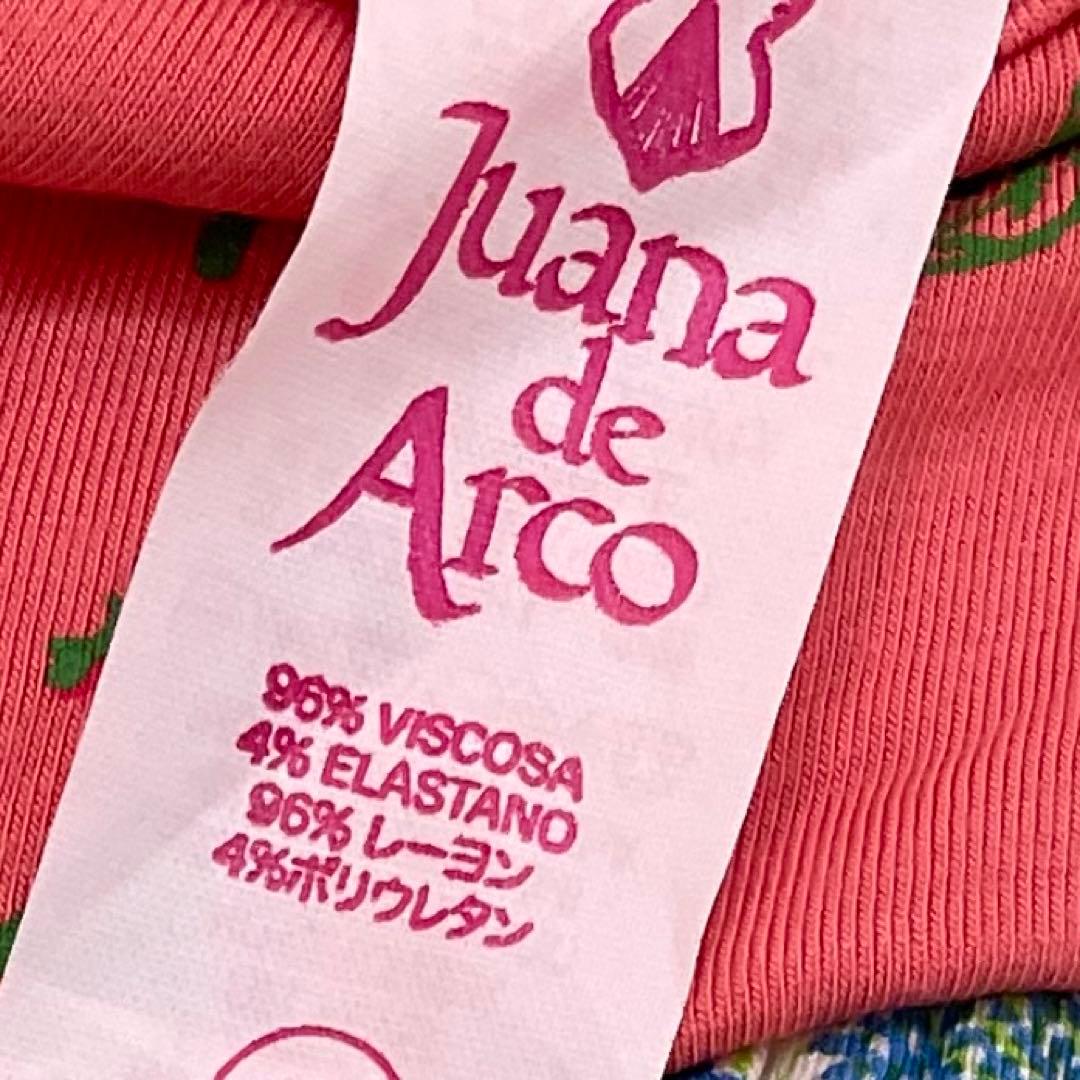 Juana
de
Arco
96% VISCOSA
4% ELASTANO
96% レーヨン
4%ポリウレタン